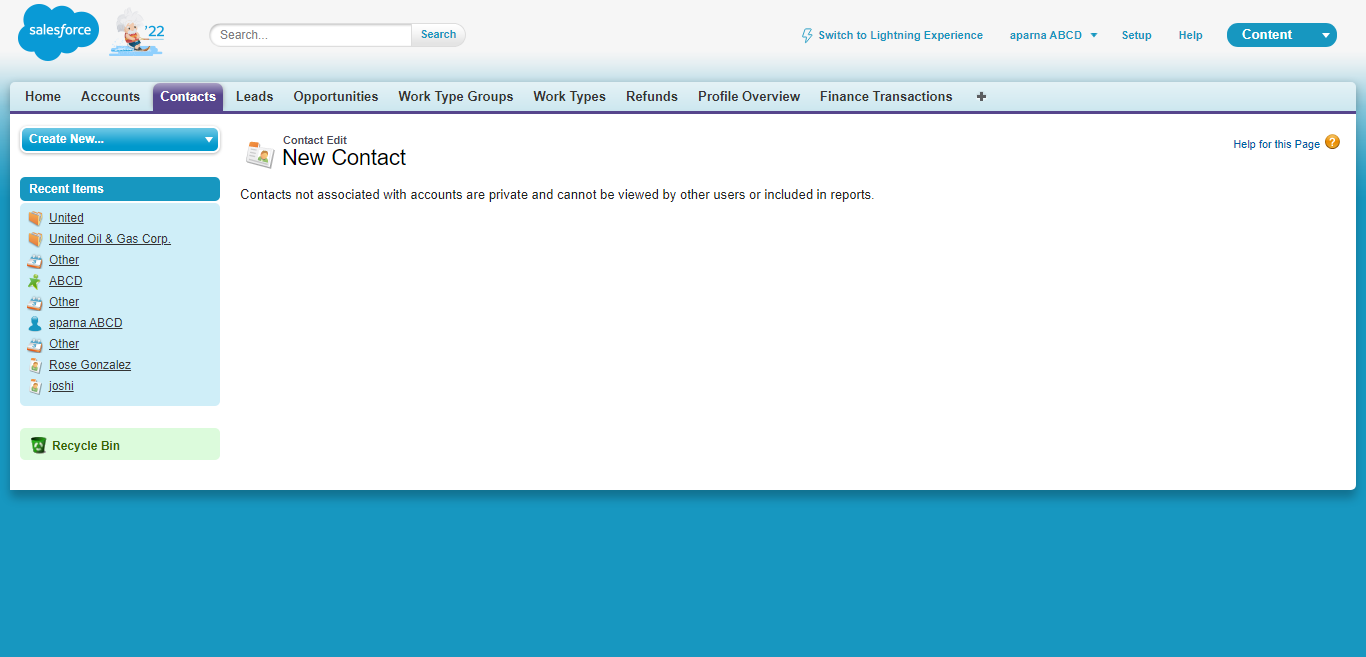 salesforce
'22
Search...
Search
Switch to Lightning Experience
aparna ABCD
Setup
Help
Content
Home
Accounts
Contacts
Leads
Opportunities
Work Type Groups
Work Types
Refunds
Profile Overview
Finance Transactions
Create New...
Contact Edit
New Contact
Help for this Page
Contacts not associated with accounts are private and cannot be viewed by other users or included in reports.
Recent Items
United
United Oil & Gas Corp.
Other
ABCD
Other
aparna ABCD
Other
Rose Gonzalez
joshi
Recycle Bin